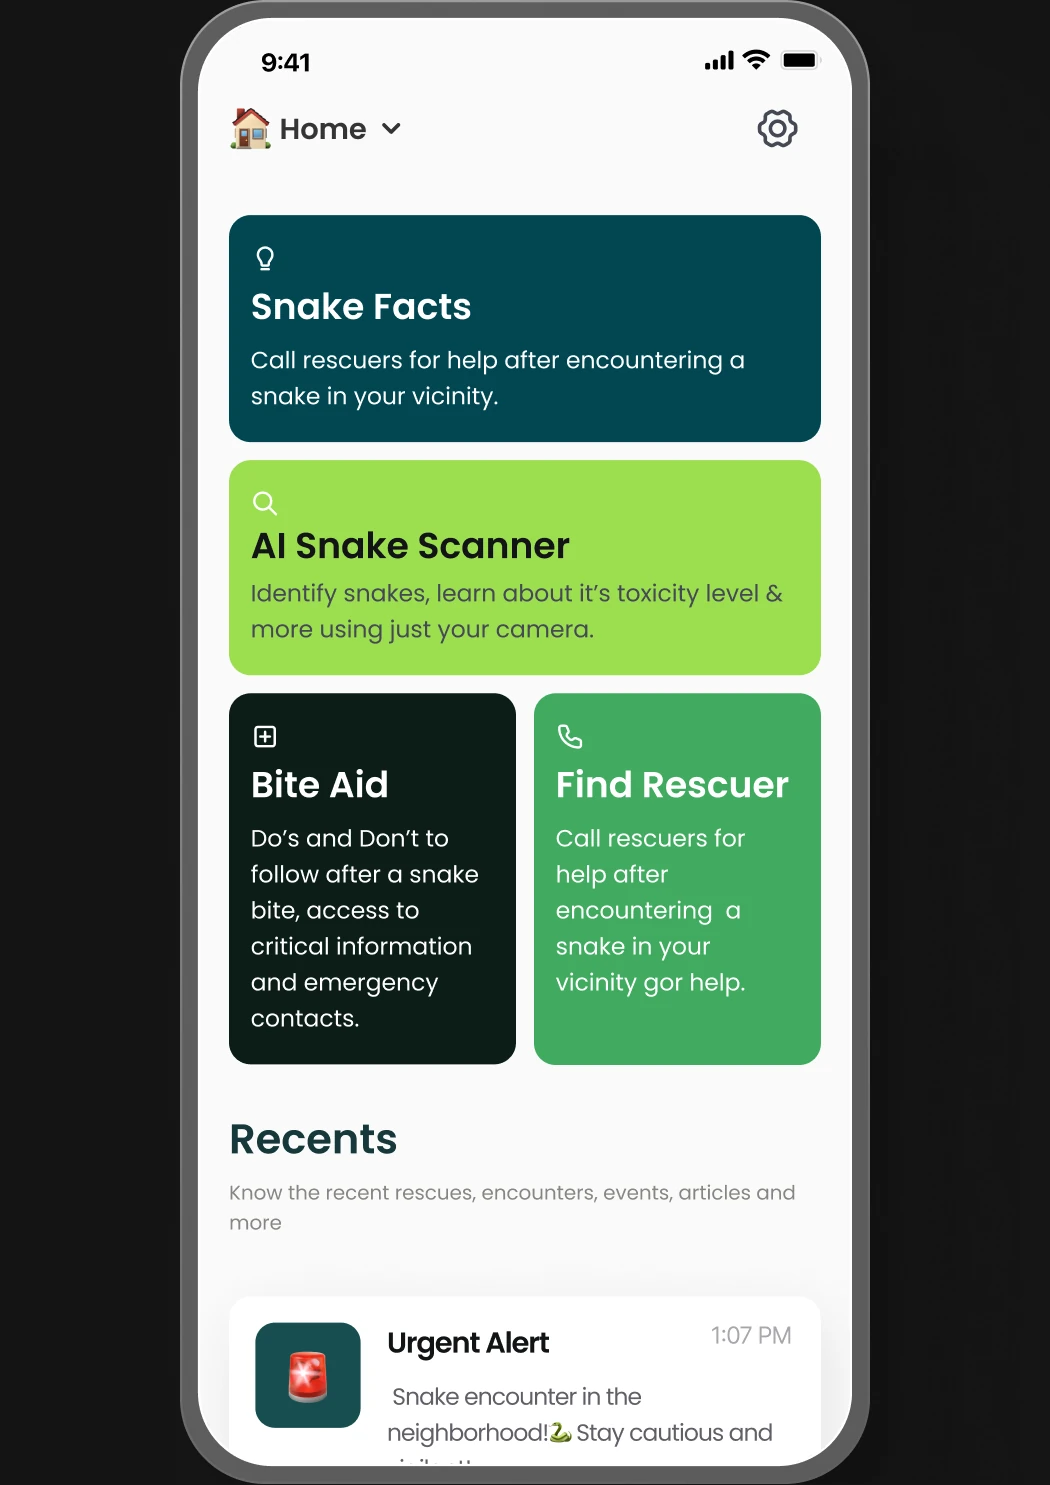 9:41
Home
Snake Facts
Call rescuers for help after encountering a
snake in your vicinity.
AI Snake Scanner
Identify snakes, learn about it’s toxicity level &
more using just your camera.
Bite Aid
Do’s and Don’t to
follow after a snake
bite, access to
critical information
and emergency
contacts.
Find Rescuer
Call rescuers for
help after
encountering  a
snake in your
vicinity gor help.
Recents
Know the recent rescues, encounters, events, articles and
more
Urgent Alert
1:07 PM
Snake encounter in the
neighborhood!🐍 Stay cautious and